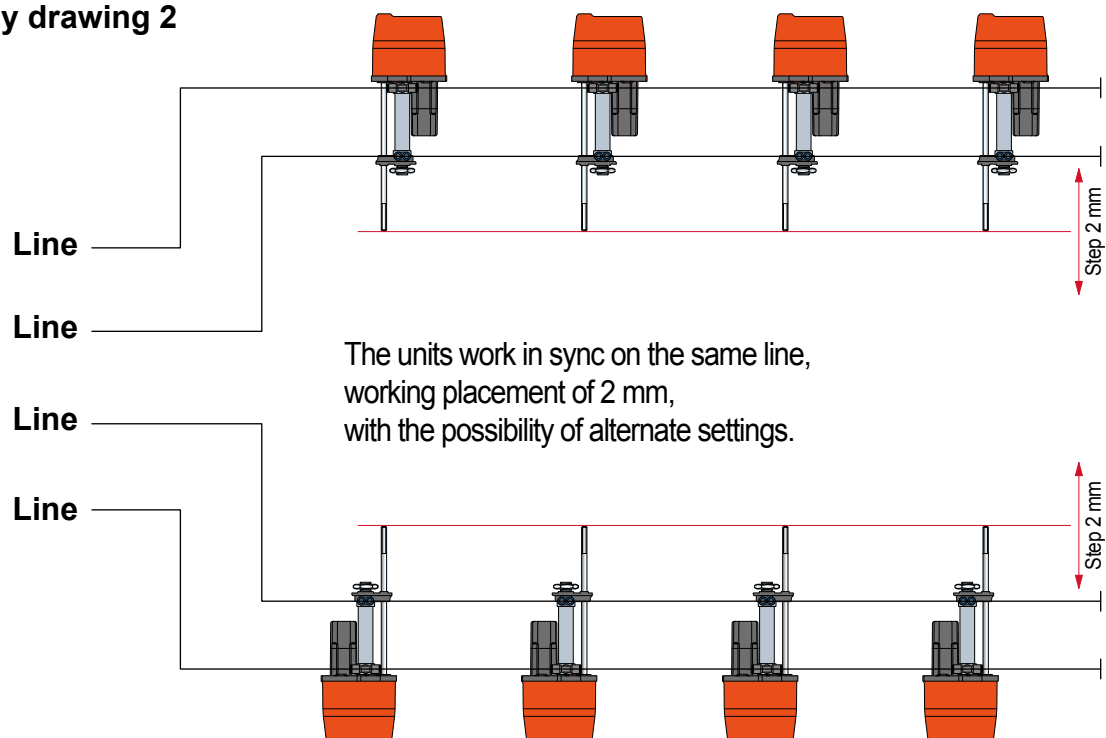 y drawing 2
Line
Line
Line
Line
Step 2 mm
The units work in sync on the same line,
working placement of 2 mm,
with the possibility of alternate settings.
Step 2 mm